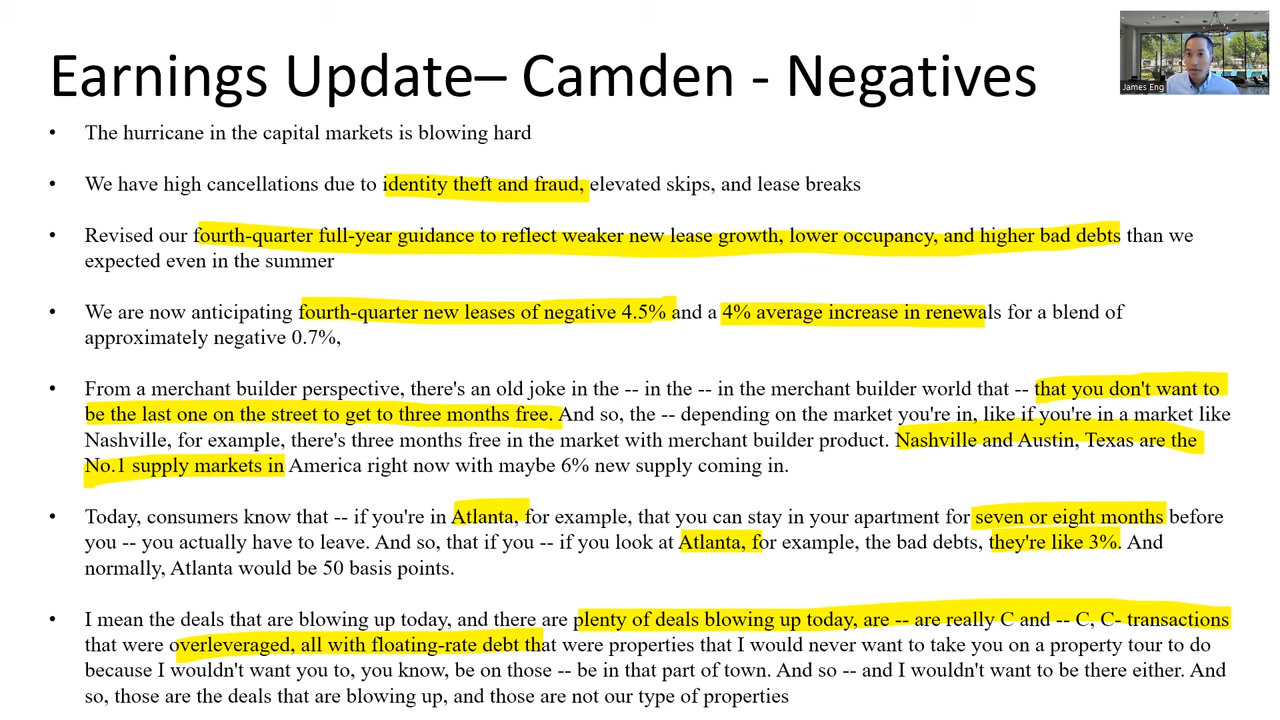 Earnings Update– Camden - Negatives
James Eng
• The hurricane in the capital markets is blowing hard
• We have high cancellations due to identity theft and fraud, elevated skips, and lease breaks
• Revised our fourth-quarter full-year guidance to reflect weaker new lease growth, lower occupancy, and higher bad debts than we
expected even in the summer
• We are now anticipating fourth-quarter new leases of negative 4.5% and a 4% average increase in renewals for a blend of
approximately negative 0.7%,
• From a merchant builder perspective, there's an old joke in the -- in the -- in the merchant builder world that -- that you don't want to
be the last one on the street to get to three months free. And so, the -- depending on the market you're in, like if you're in a market like
Nashville, for example, there's three months free in the market with merchant builder product. Nashville and Austin, Texas are the
No.1 supply markets in America right now with maybe 6% new supply coming in.
• Today, consumers know that -- if you're in Atlanta, for example, that you can stay in your apartment for seven or eight months before
you -- you actually have to leave. And so, that if you -- if you look at Atlanta, for example, the bad debts, they're like 3%. And
normally, Atlanta would be 50 basis points.
• I mean the deals that are blowing up today, and there are plenty of deals blowing up today, are -- are really C and -- C, C- transactions
that were overleveraged, all with floating-rate debt that were properties that I would never want to take you on a property tour to do
because I wouldn't want you to, you know, be on those -- be in that part of town. And so -- and I wouldn't want to be there either. And
so, those are the deals that are blowing up, and those are not our type of properties